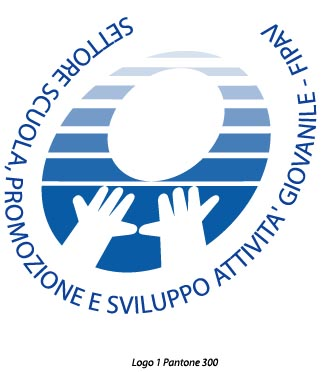 SETTORE SCUOLA, PROMOZIONE E SVILUPPO ATTIVITA' GIOVANILE - FIPAV
Logo 1 Pantone 300